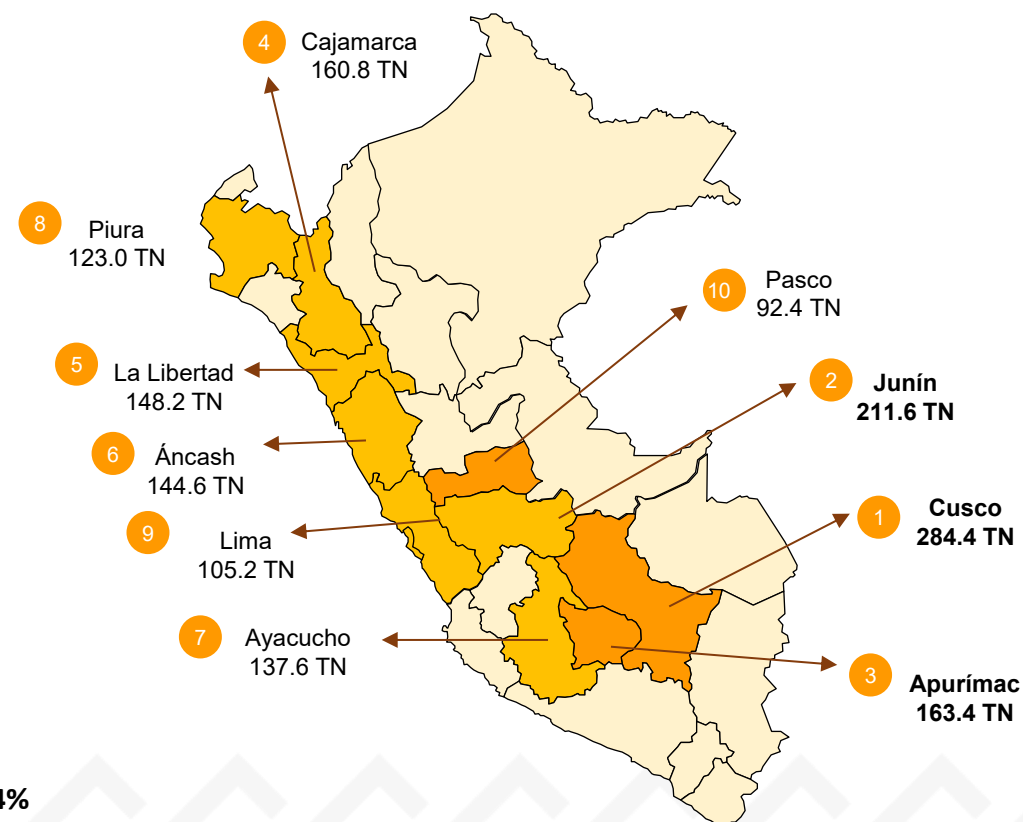 4
Cajamarca
160.8 TN
8
Piura
123.0 TN
10
Pasco
92.4 TN
5
La Libertad
148.2 TN
2
Junín
211.6 TN
6
Áncash
144.6 TN
1
Cusco
284.4 TN
9
Lima
105.2 TN
7
Ayacucho
137.6 TN
3
Apurímac
163.4 TN
4%